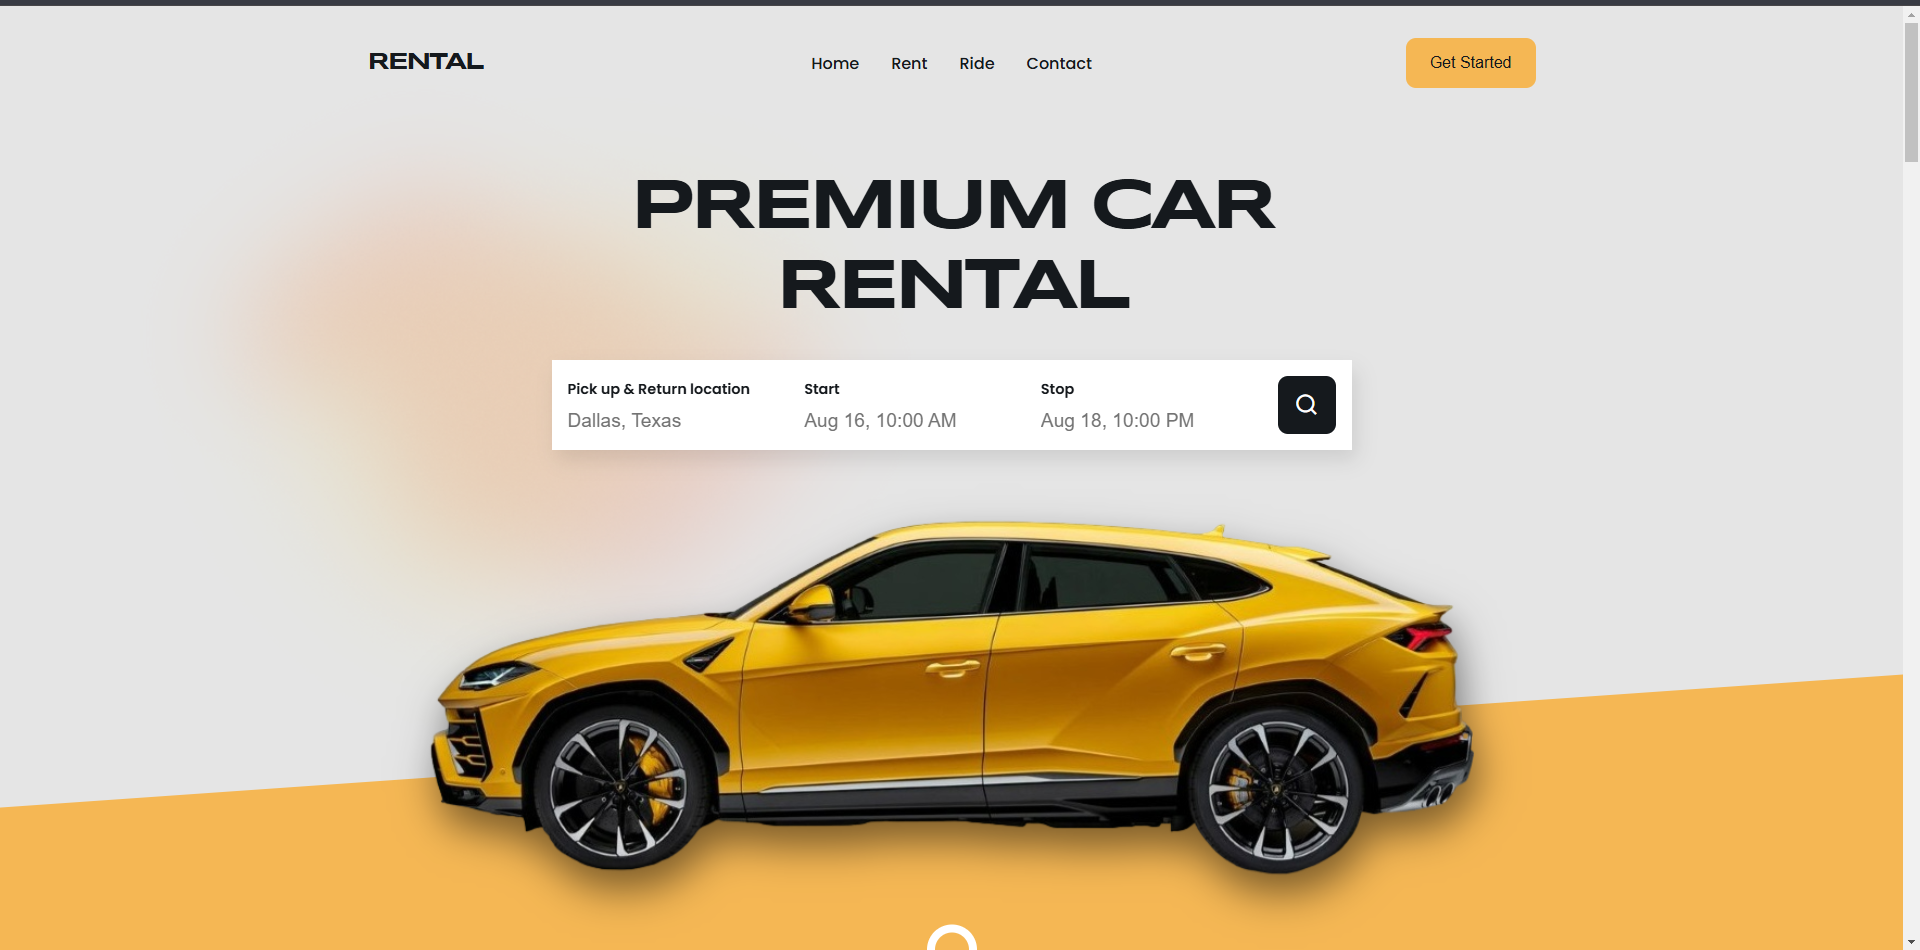 RENTAL
Home Rent Ride Contact
Get Started
PREMIUM CAR
RENTAL
Pick up & Return location
Dallas, Texas
Start
Aug 16, 10:00 AM
Stop
Aug 18, 10:00 PM